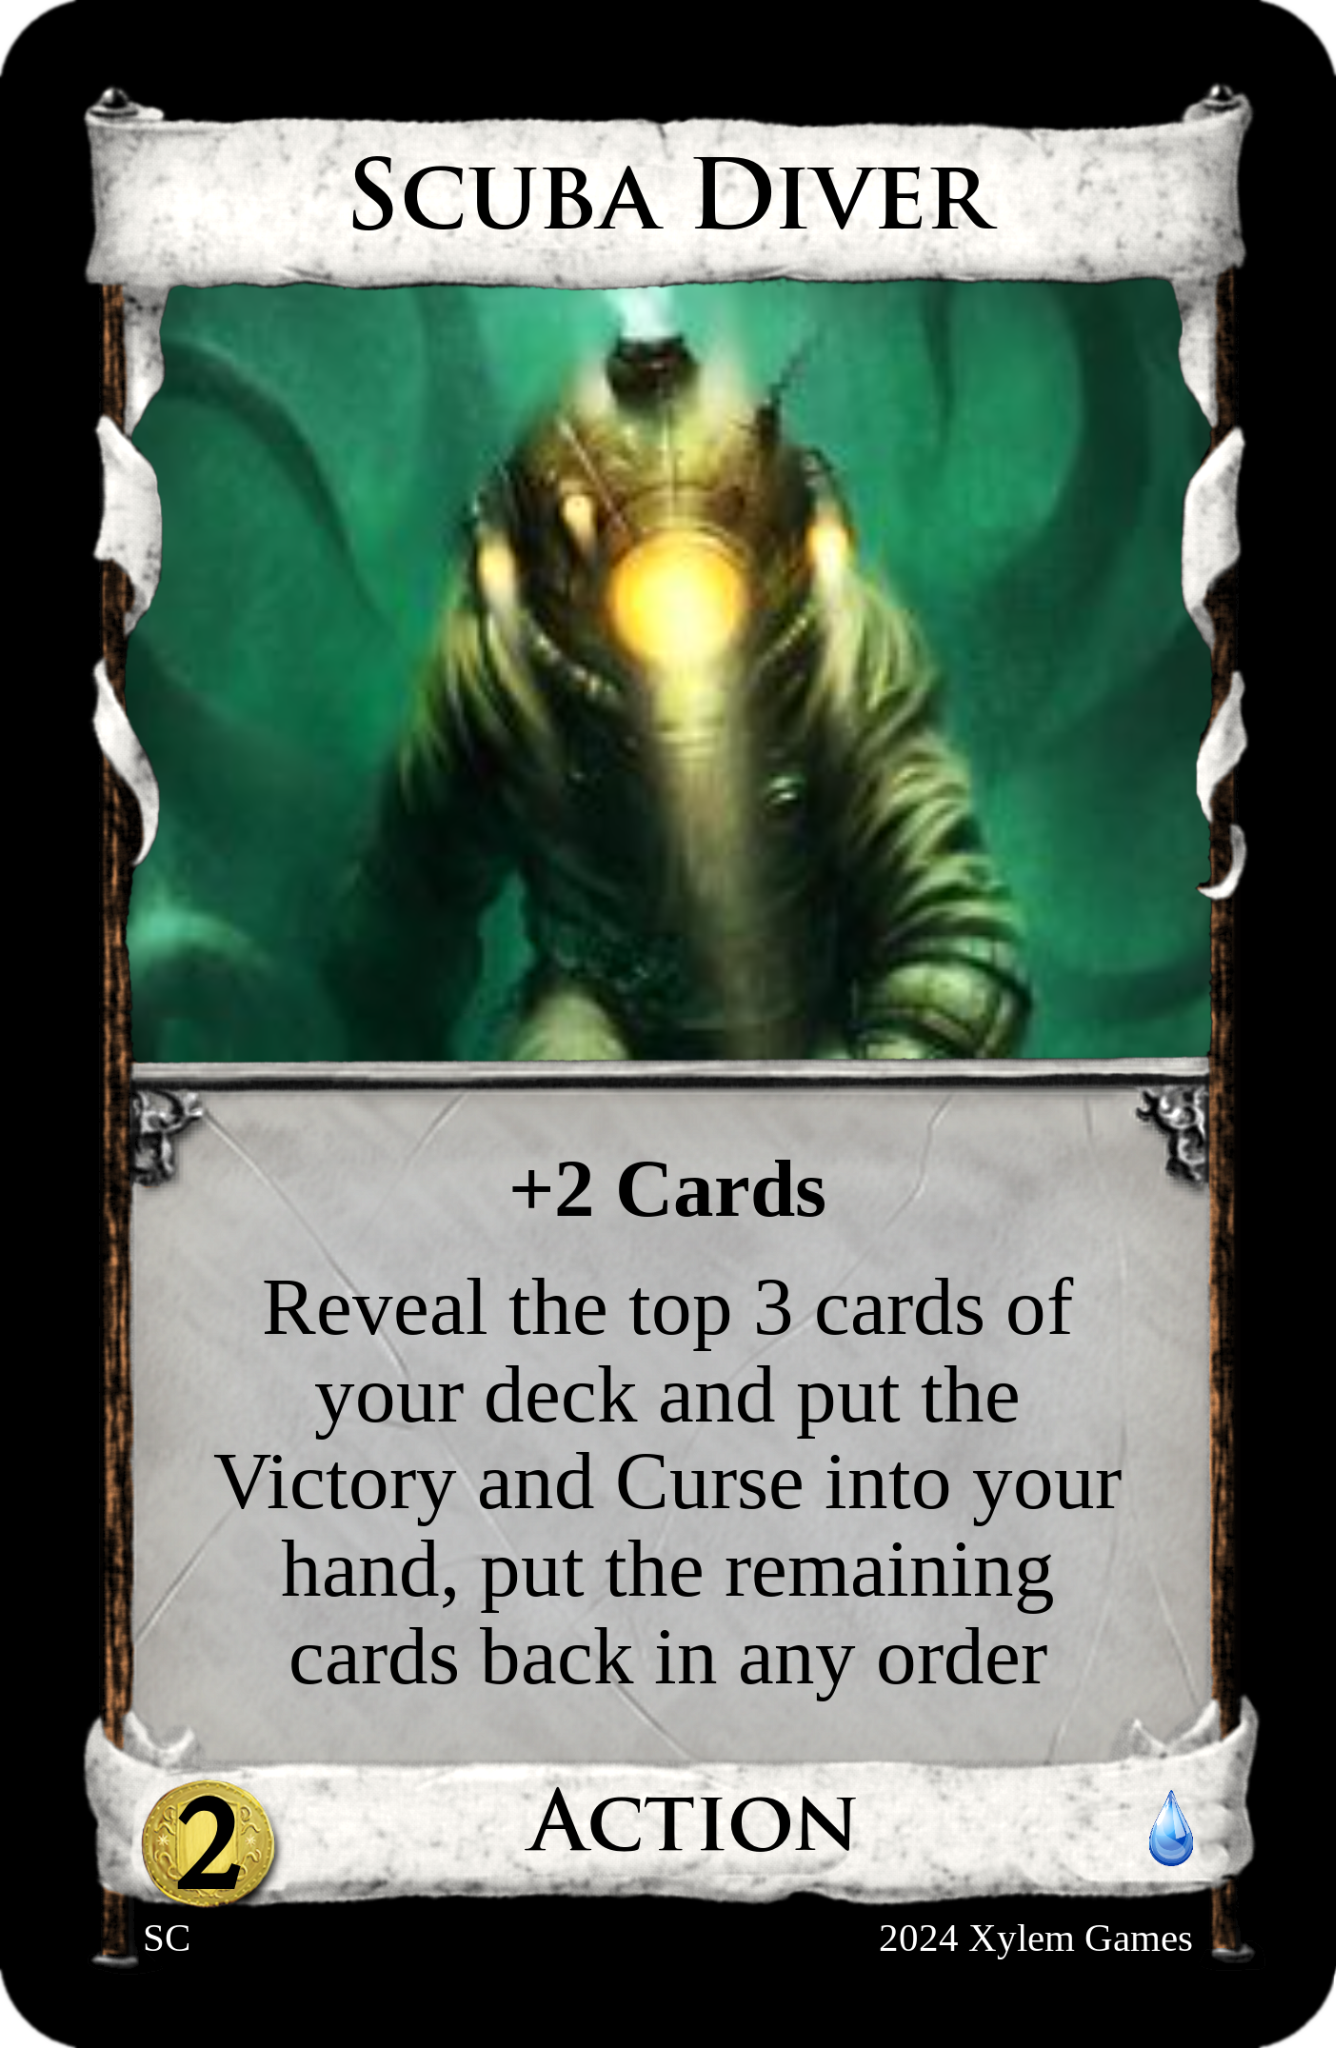 Scuba Diver
+2 Cards
Reveal the top 3 cards of
your deck and put the
Victory and Curse into your
hand, put the remaining
cards back in any order
2
Action
SC
2024 Xylem Games